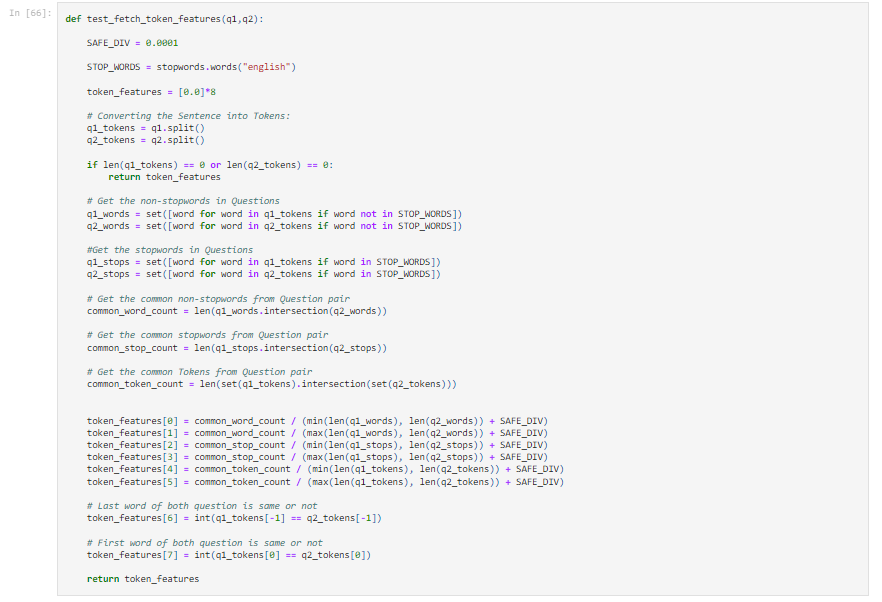 In [66]:
def test_fetch_token_features(q1,q2):
SAFE_DIV = 0.0001
STOP_WORDS = stopwords.words("english")
token_features = [0.0]*8
# Converting the Sentence into Tokens:
q1_tokens = q1.split()
q2_tokens = q2.split()
if len(q1_tokens) == 0 or len(q2_tokens) == 0:
return token_features
# Get the non-stopwords in Questions
q1_words = set([word for word in q1_tokens if word not in STOP_WORDS])
q2_words = set([word for word in q2_tokens if word not in STOP_WORDS])
#Get the stopwords in Questions
q1_stops = set([word for word in q1_tokens if word in STOP_WORDS])
q2_stops = set([word for word in q2_tokens if word in STOP_WORDS])
# Get the common non-stopwords from Question pair
common_word_count = len(q1_words.intersection(q2_words))
# Get the common stopwords from Question pair
common_stop_count = len(q1_stops.intersection(q2_stops))
# Get the common Tokens from Question pair
common_token_count = len(set(q1_tokens).intersection(set(q2_tokens)))
token_features[0] = common_word_count / (min(len(q1_words), len(q2_words)) + SAFE_DIV)
token_features[1] = common_word_count / (max(len(q1_words), len(q2_words)) + SAFE_DIV)
token_features[2] = common_stop_count / (min(len(q1_stops), len(q2_stops)) + SAFE_DIV)
token_features[3] = common_stop_count / (max(len(q1_stops), len(q2_stops)) + SAFE_DIV)
token_features[4] = common_token_count / (min(len(q1_tokens), len(q2_tokens)) + SAFE_DIV)
token_features[5] = common_token_count / (max(len(q1_tokens), len(q2_tokens)) + SAFE_DIV)
# Last word of both question is same or not
token_features[6] = int(q1_tokens[-1] == q2_tokens[-1])
# First word of both question is same or not
token_features[7] = int(q1_tokens[0] == q2_tokens[0])
return token_features